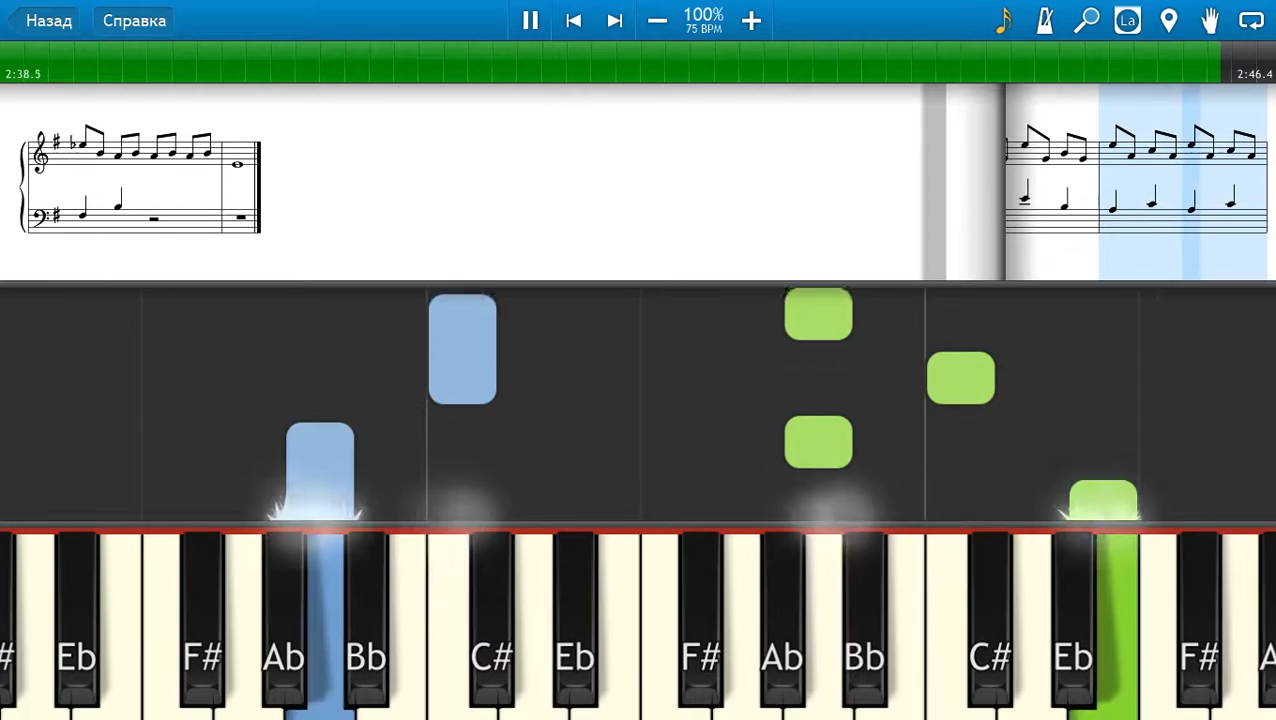 Назад Справка 100% La
75 BPM
2:38.5 2:46.4
# Eb F# Ab Bb C# Eb F# Ab Bb C# Eb F# A